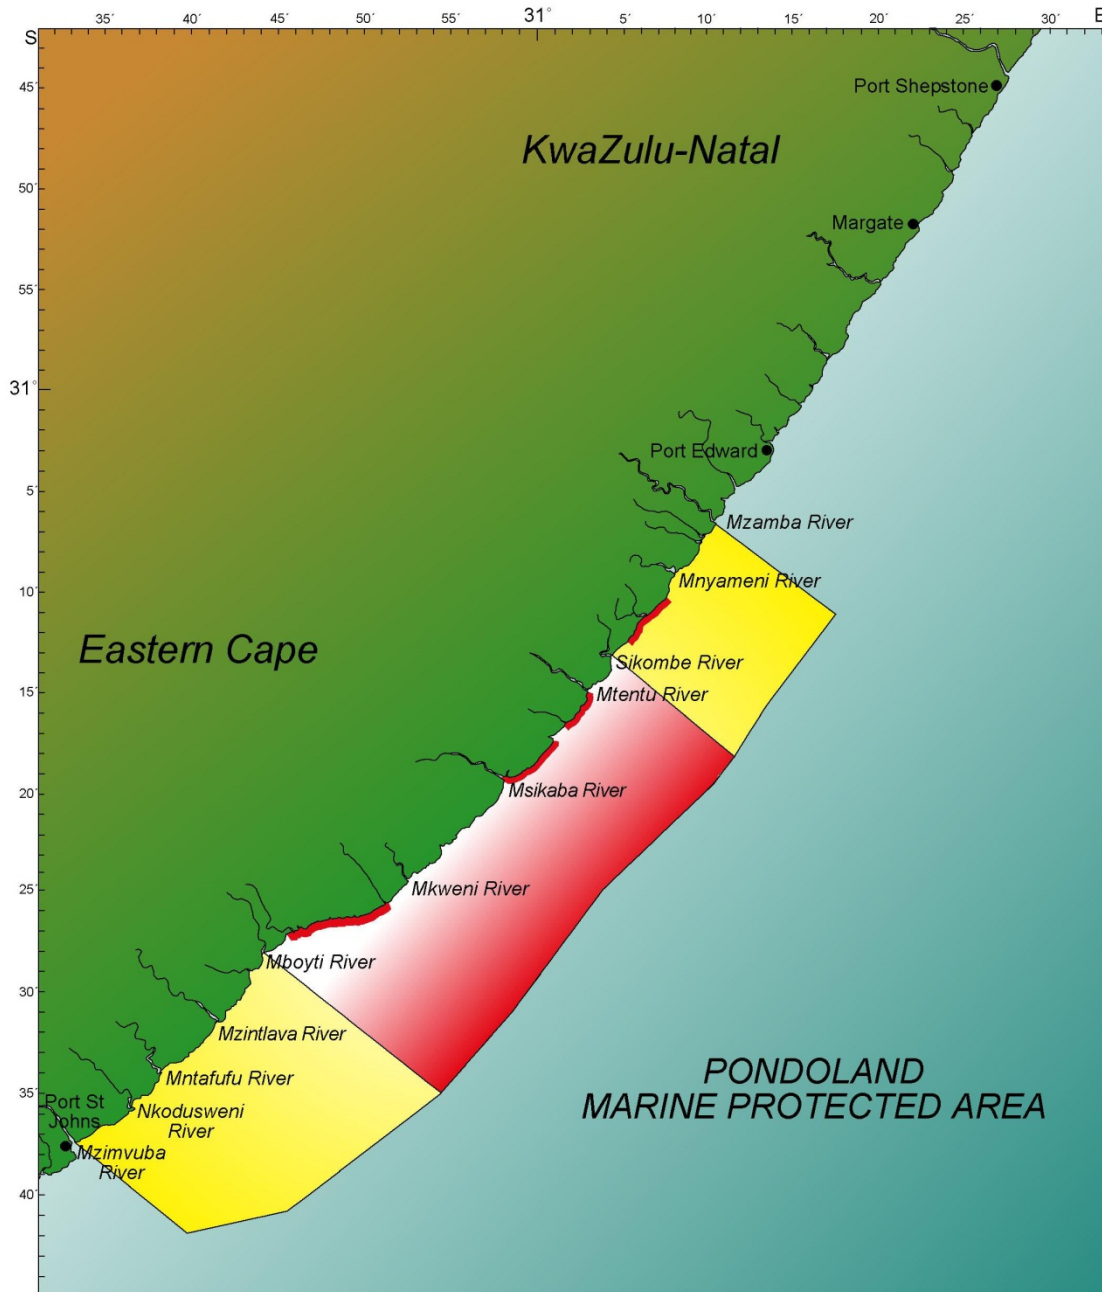 35´
40´
45´
50´
55´
31°
5´
10´
15´
20´
25´
30´
E
S
45´
50´
55´
31°
5´
10´
15´
20´
25´
30´
35´
40´
Port Shepstone
KwaZulu-Natal
Margate
Port Edward
Mzamba River
Mnyameni River
Eastern Cape
Sikombe River
Mtentu River
Msikaba River
Mkweni River
Mboyti River
Mzintlava River
Mntafufu River
Nkodusweni
River
Port St
Johns
Mzimvuba
River
PONDOLAND
MARINE PROTECTED AREA